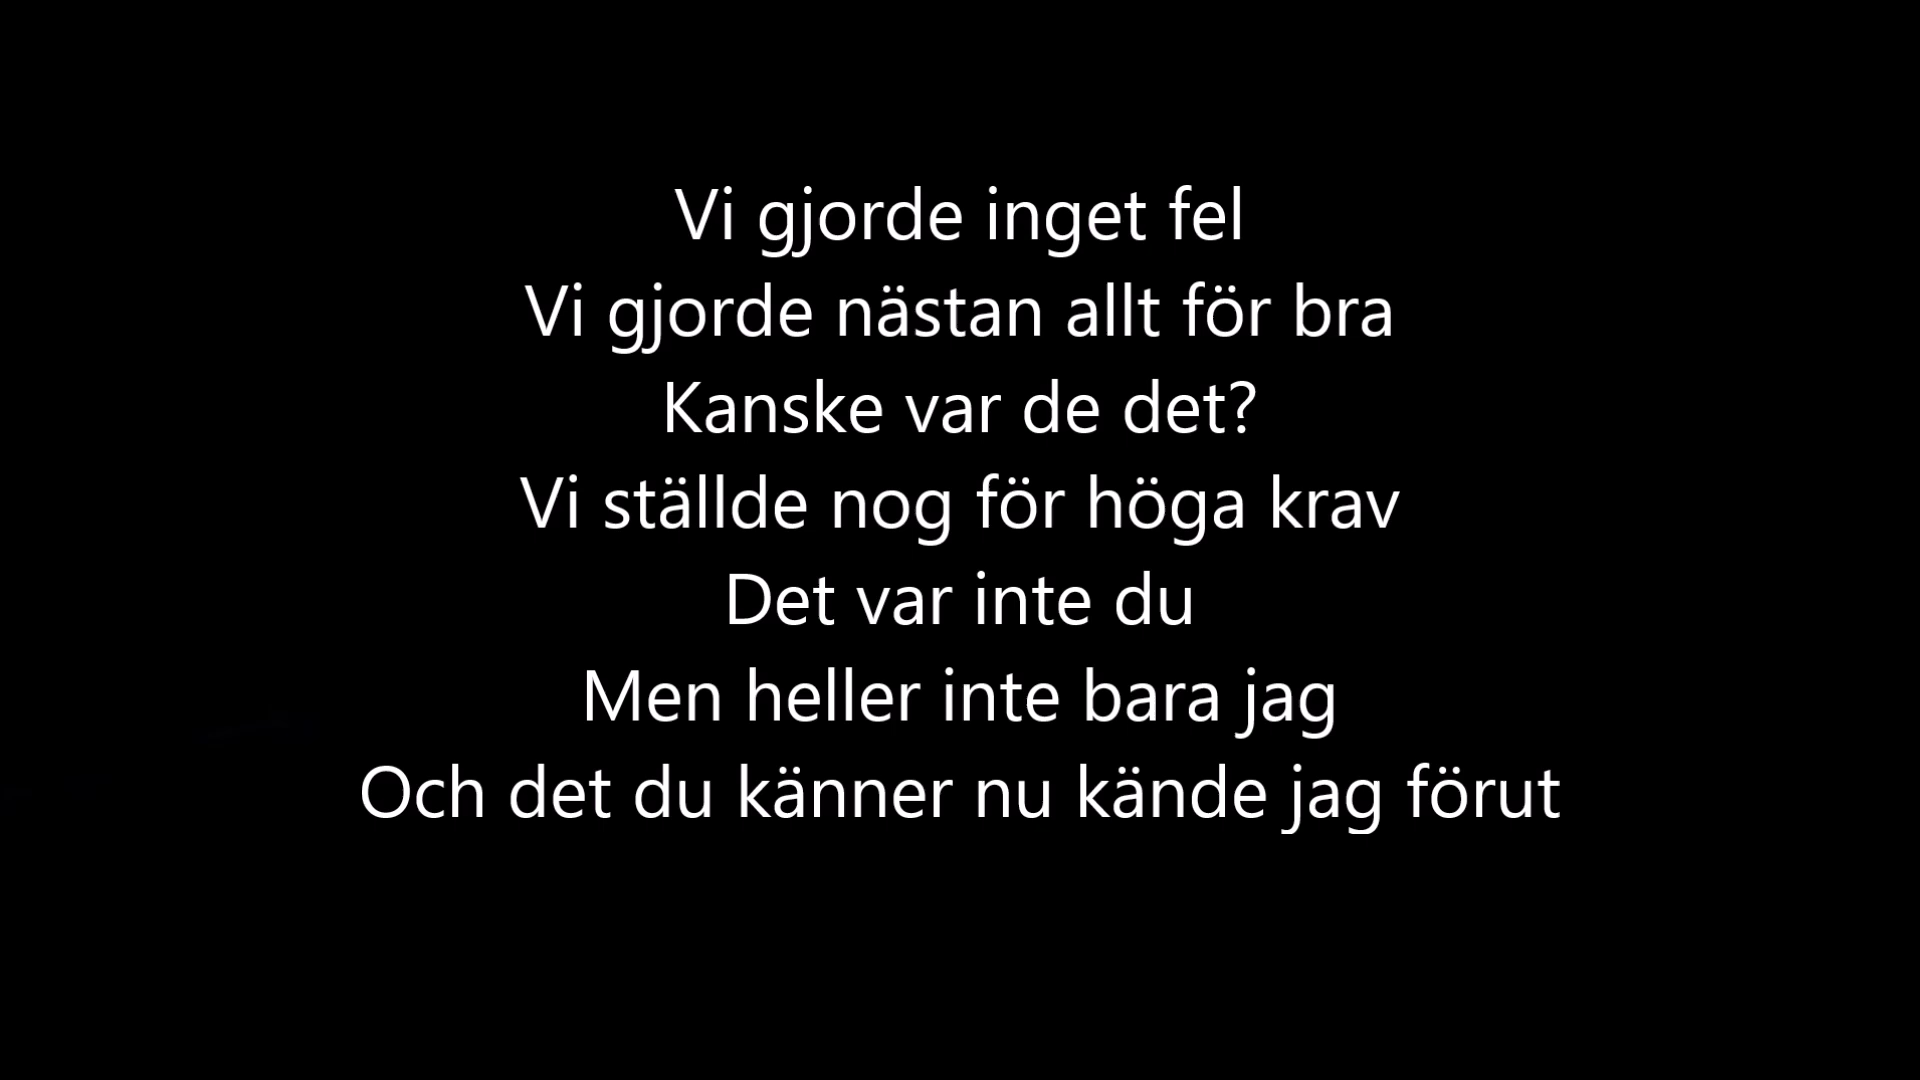 Vi gjorde inget fel
Vi gjorde nästan allt för bra
Kanske var de det?
Vi ställde nog för höga krav
Det var inte du
Men heller inte bara jag
Och det du känner nu kände jag förut